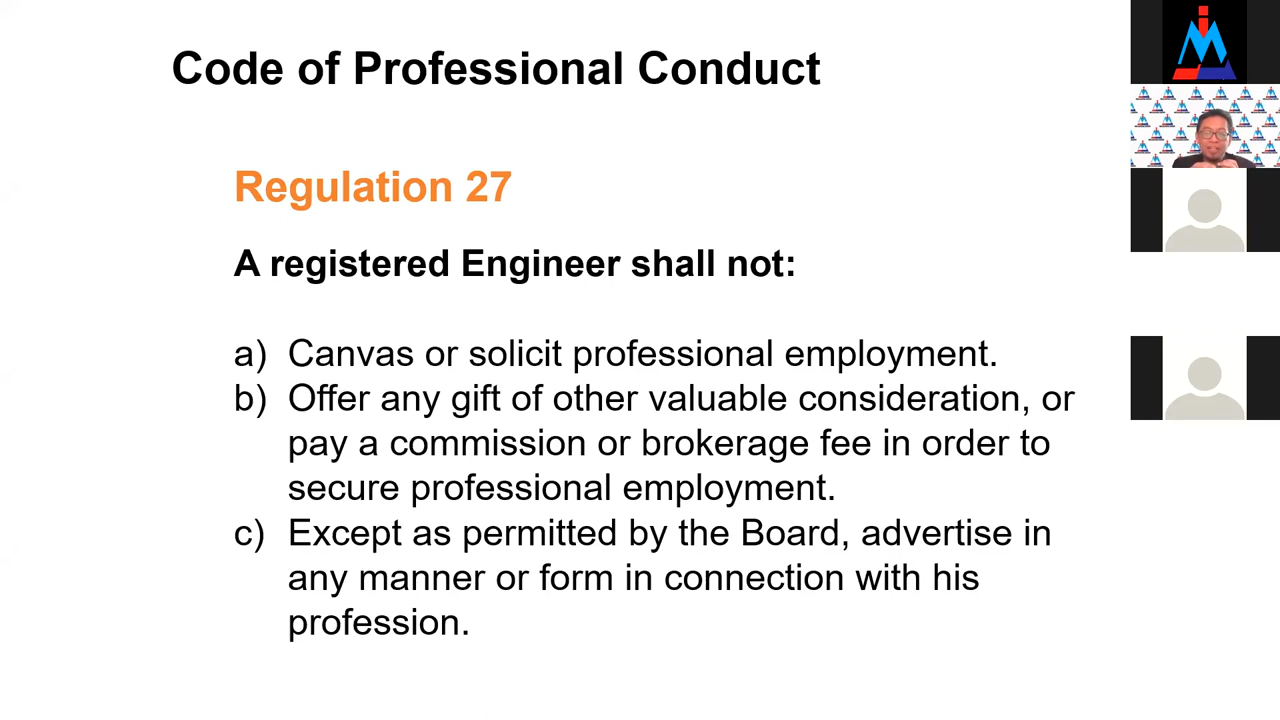 Code of Professional Conduct
Regulation 27
A registered Engineer shall not:
a) Canvas or solicit professional employment.
b) Offer any gift of other valuable consideration, or
pay a commission or brokerage fee in order to
secure professional employment.
c) Except as permitted by the Board, advertise in
any manner or form in connection with his
profession.